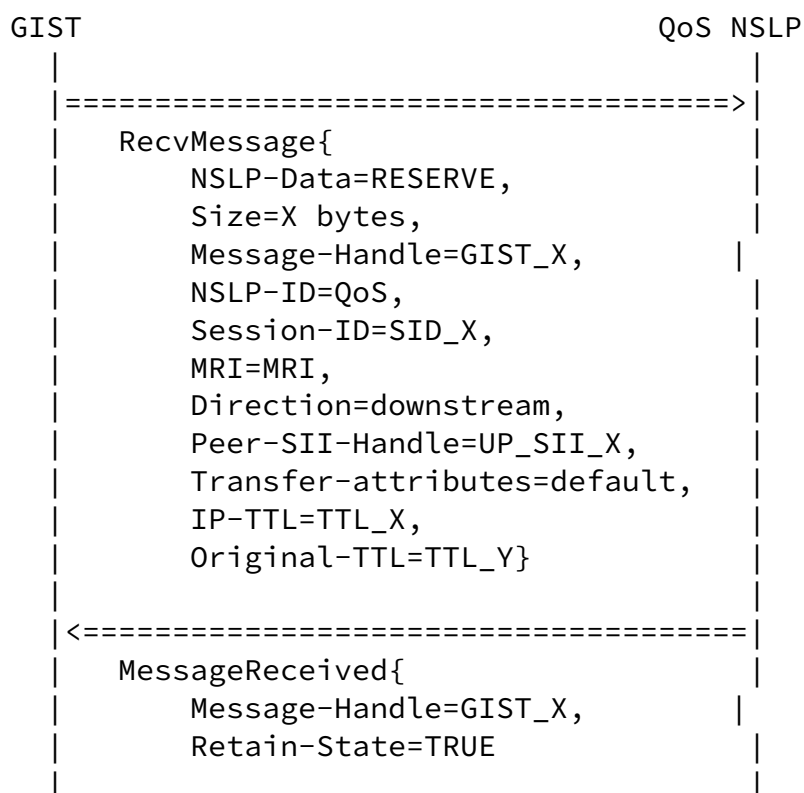 GIST                                QoS NSLP
  |                                      |
  |=====================================>|
  |   RecvMessage{                       |
  |       NSLP-Data=RESERVE,             |
  |       Size=X bytes,                  |
  |       Message-Handle=GIST_X,        |
  |       NSLP-ID=QoS,                   |
  |       Session-ID=SID_X,              |
  |       MRI=MRI,                       |
  |       Direction=downstream,          |
  |       Peer-SII-Handle=UP_SII_X,      |
  |       Transfer-attributes=default,   |
  |       IP-TTL=TTL_X,                  |
  |       Original-TTL=TTL_Y}            |
  |                                      |
  |<=====================================|
  |   MessageReceived{                   |
  |       Message-Handle=GIST_X,        |
  |       Retain-State=TRUE              |
  |                                      |